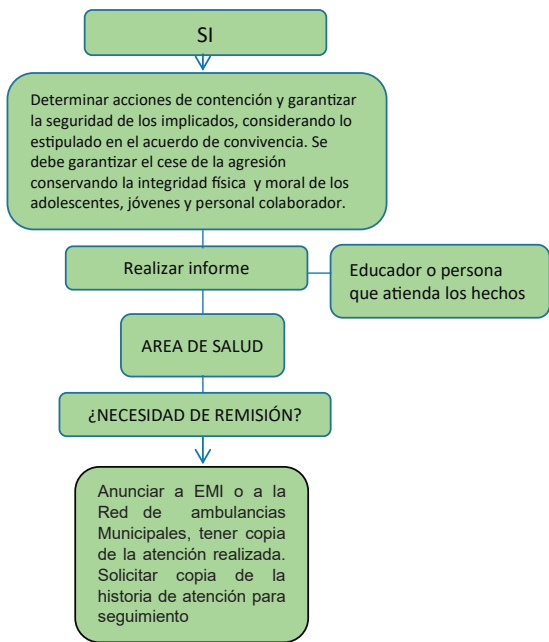 SI
Determinar acciones de contención y garantizar
la seguridad de los implicados, considerando lo
estipulado en el acuerdo de convivencia. Se
debe garantizar el cese de la agresión
conservando la integridad física y moral de los
adolescentes, jóvenes y personal colaborador.
Realizar informe
Educador o persona
que atienda los hechos
AREA DE SALUD
¿NECESIDAD DE REMISIÓN?
Anunciar a EMI o a la
Red de ambulancias
Municipales, tener copia
de la atención realizada.
Solicitar copia de la
historia de atención para
seguimiento